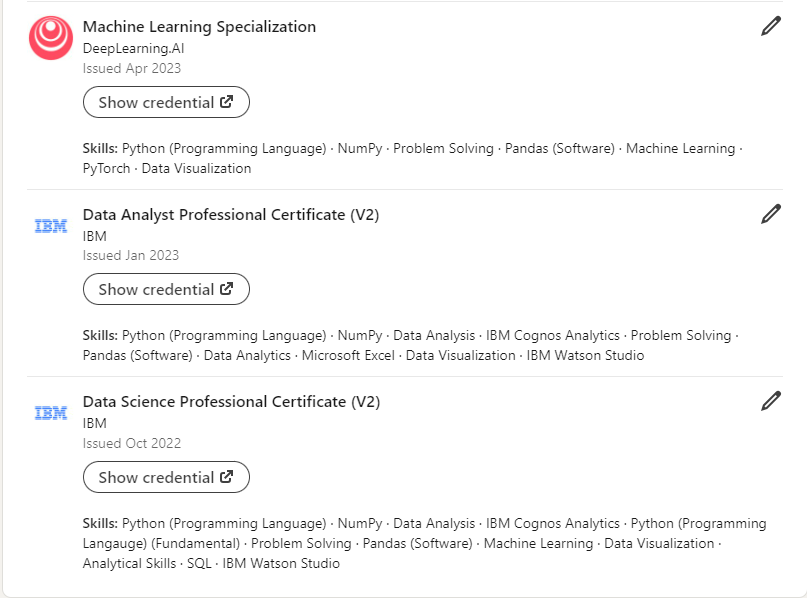 Machine Learning Specialization
DeepLearning.AI
Issued Apr 2023
Show credential
Skills: Python (Programming Language) · NumPy · Problem Solving · Pandas (Software) · Machine Learning ·
PyTorch · Data Visualization
IBM
Data Analyst Professional Certificate (V2)
IBM
Issued Jan 2023
Show credential
Skills: Python (Programming Language) · NumPy · Data Analysis · IBM Cognos Analytics · Problem Solving ·
Pandas (Software) · Data Analytics · Microsoft Excel · Data Visualization · IBM Watson Studio
IBM
Data Science Professional Certificate (V2)
IBM
Issued Oct 2022
Show credential
Skills: Python (Programming Language) · NumPy · Data Analysis · IBM Cognos Analytics · Python (Programming
Langauge) (Fundamental) · Problem Solving · Pandas (Software) · Machine Learning · Data Visualization ·
Analytical Skills · SQL · IBM Watson Studio